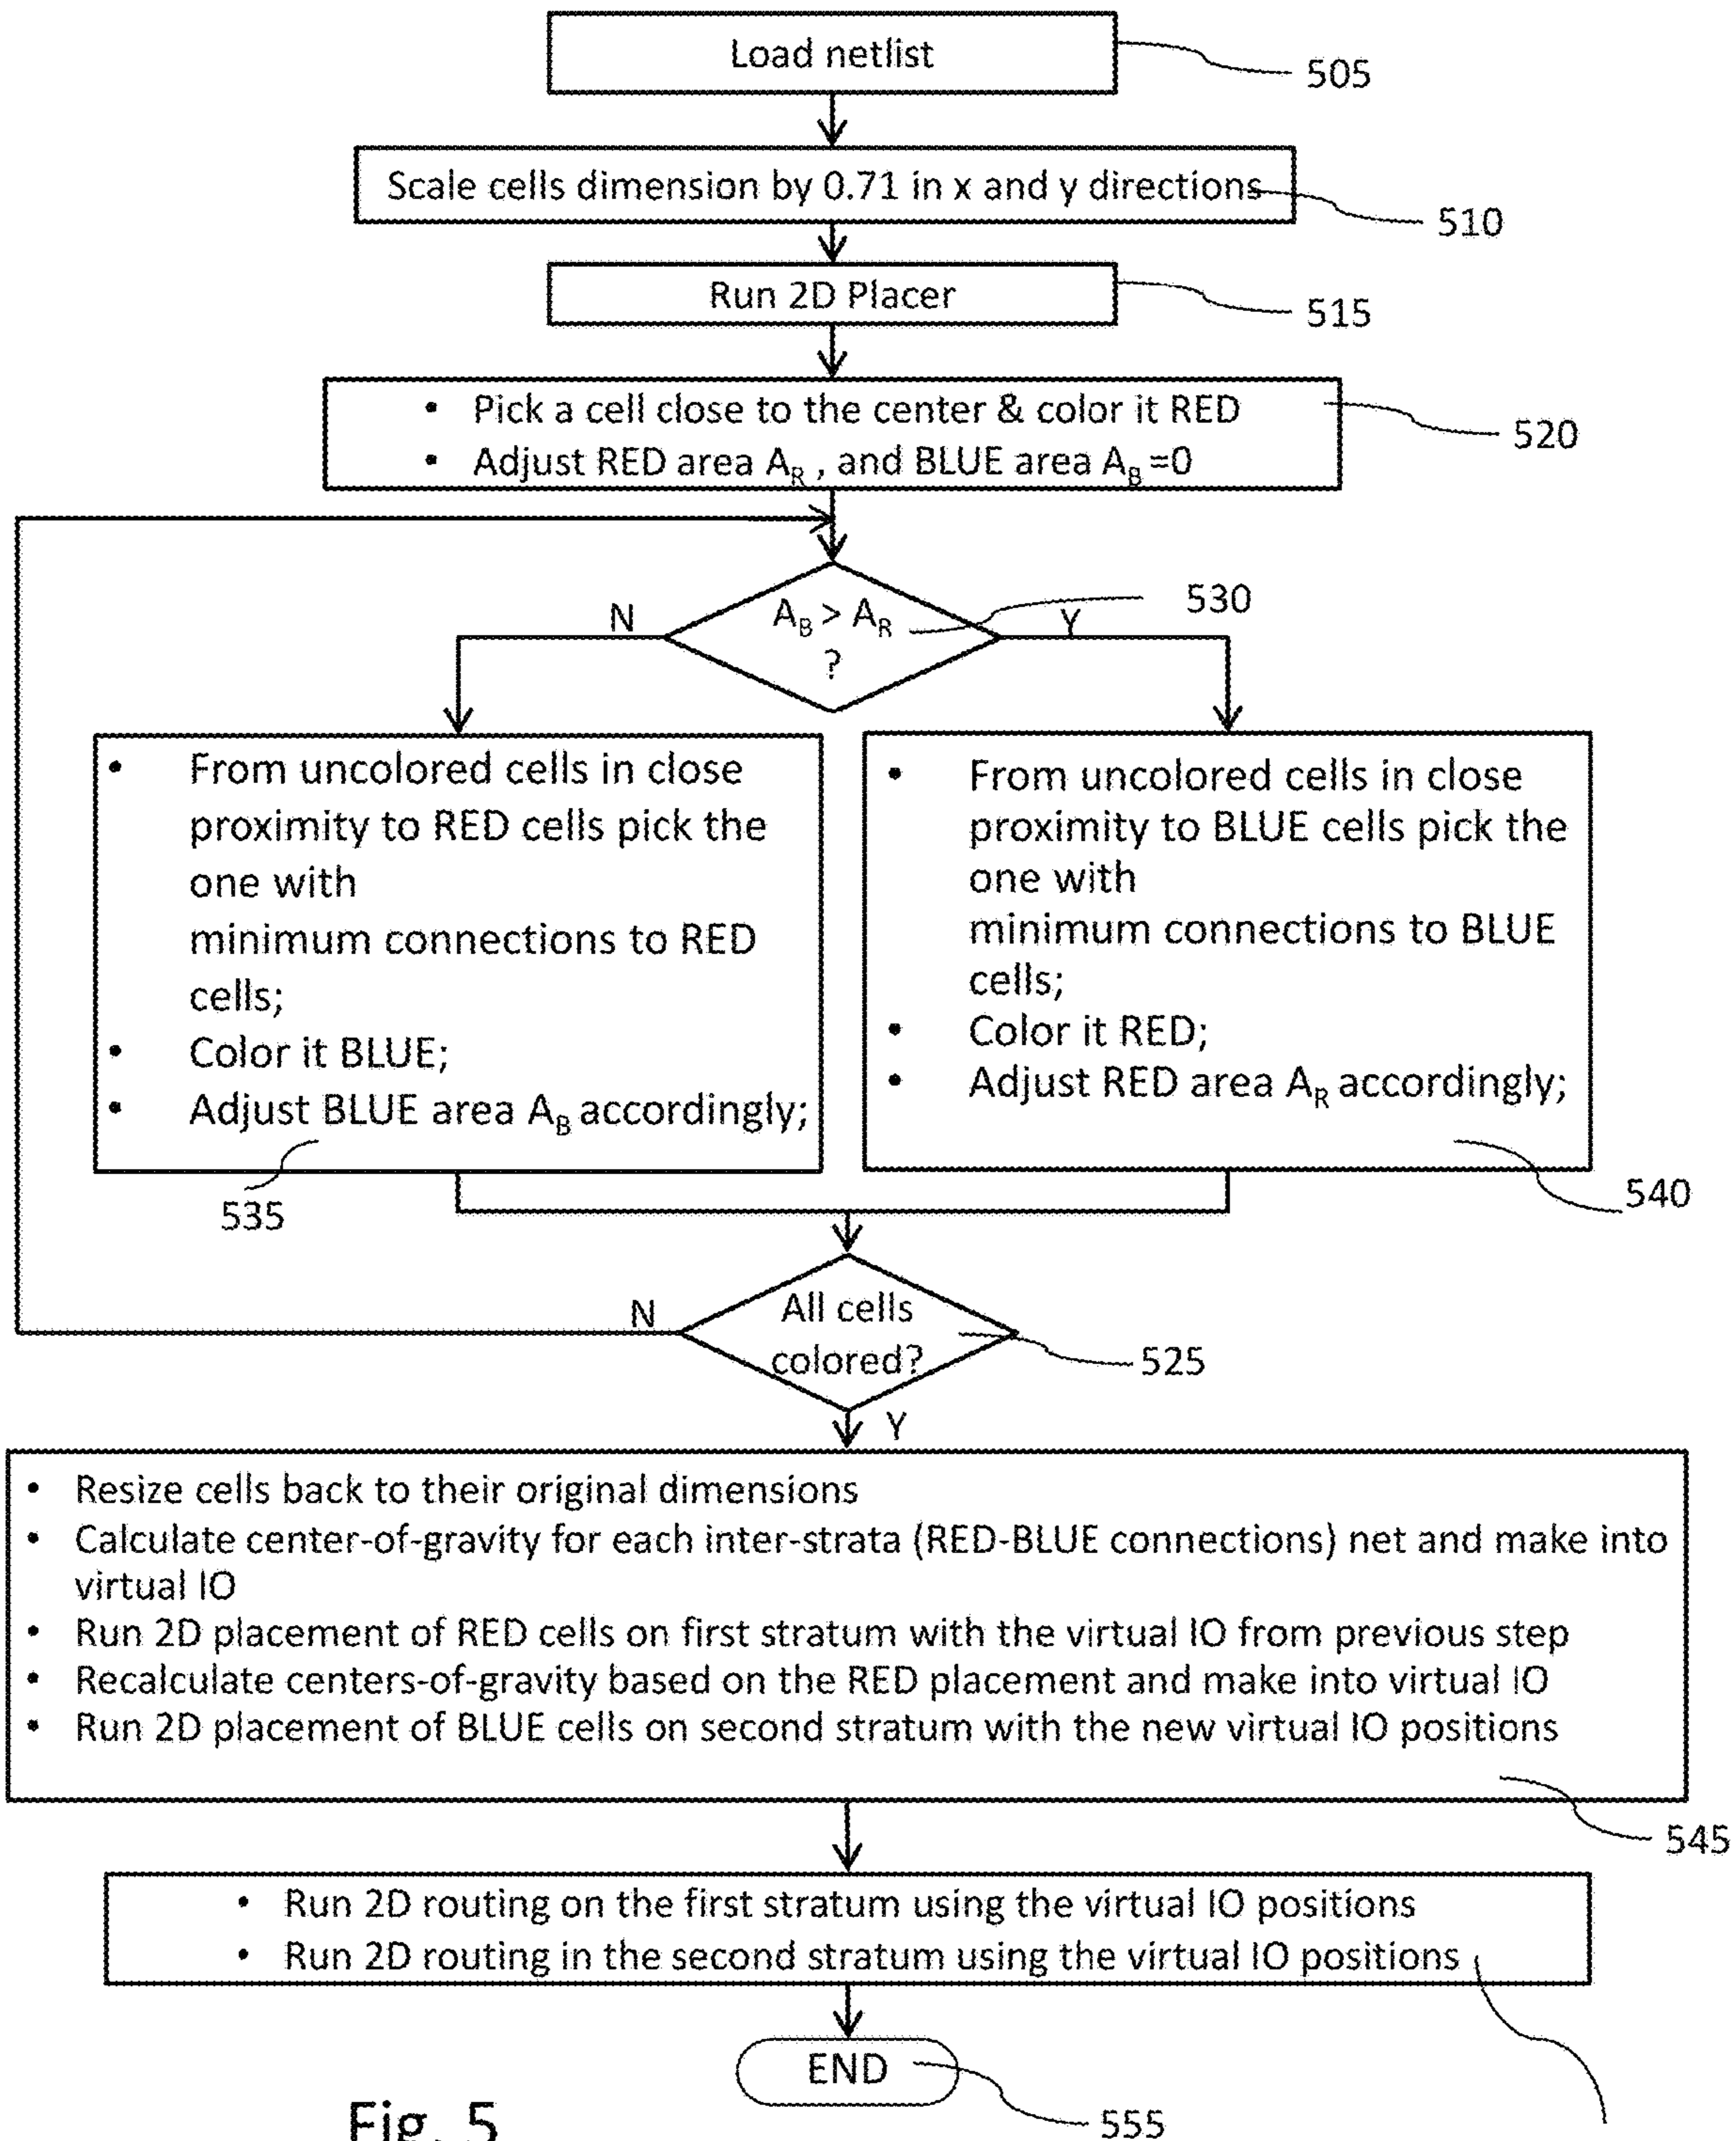 Load netlist
505
Scale cells dimension by 0.71 in x and y directions
510
Run 2D Placer
515
• Pick a cell close to the center & color it RED
• Adjust RED area AR , and BLUE area AB =0
520
N
AB > AR
?
530
Y
• From uncolored cells in close
proximity to RED cells pick the
one with
minimum connections to RED
cells;
• Color it BLUE;
• Adjust BLUE area AB accordingly;
535
• From uncolored cells in close
proximity to BLUE cells pick the
one with
minimum connections to BLUE
cells;
• Color it RED;
• Adjust RED area AR accordingly;
540
N
All cells
colored?
525
Y
• Resize cells back to their original dimensions
• Calculate center-of-gravity for each inter-strata (RED-BLUE connections) net and make into
virtual IO
• Run 2D placement of RED cells on first stratum with the virtual IO from previous step
• Recalculate centers-of-gravity based on the RED placement and make into virtual IO
• Run 2D placement of BLUE cells on second stratum with the new virtual IO positions
545
• Run 2D routing on the first stratum using the virtual IO positions
• Run 2D routing in the second stratum using the virtual IO positions
END
555
Fig. 5